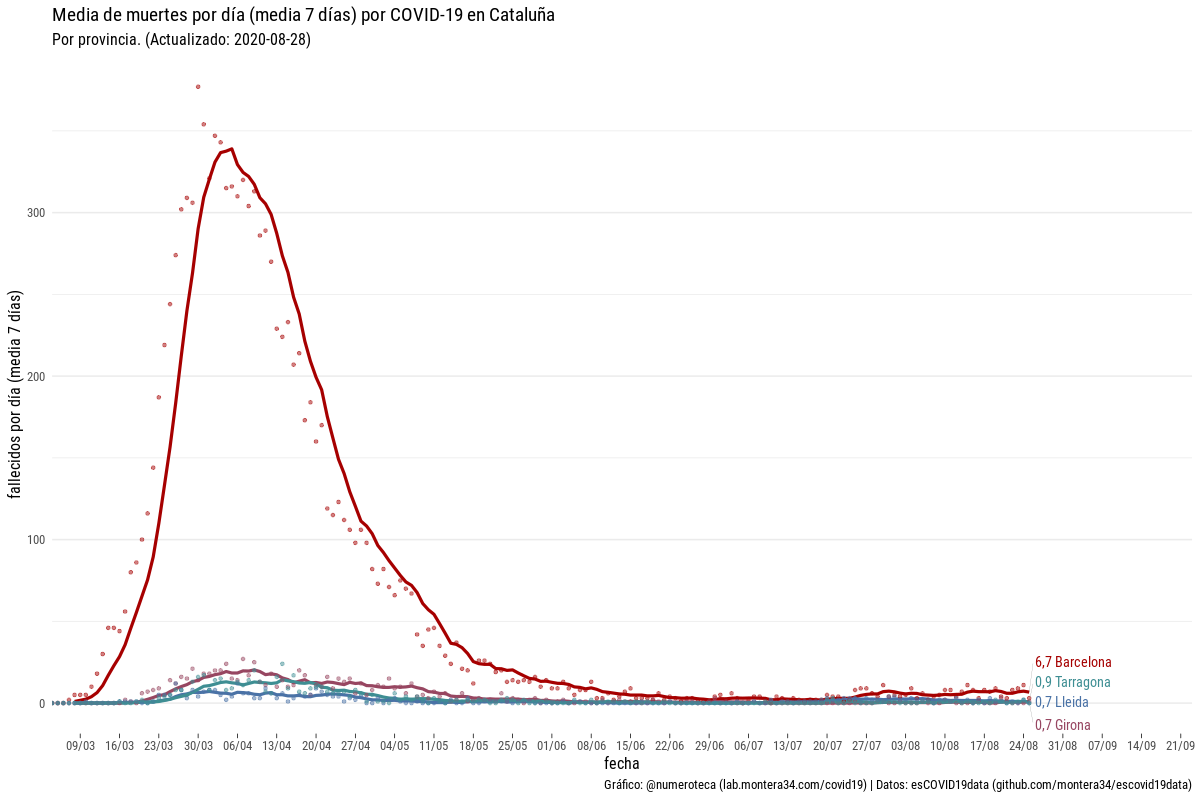 Media de muertes por día (media 7 días) por COVID-19 en Cataluña
Por provincia. (Actualizado: 2020-08-28)
fallecidos por día (media 7 días)
300
200
100
0
6,7 Barcelona
0,9 Tarragona
0,7 Lleida
0,7 Girona
09/03 16/03 23/03 30/03 06/04 13/04 20/04 27/04 04/05 11/05 18/05 25/05 01/06 08/06 15/06 22/06 29/06 06/07 13/07 20/07 27/07 03/08 10/08 17/08 24/08 31/08 07/09 14/09 21/09
fecha
Gráfico: @numeroteca (lab.montera34.com/covid19) | Datos: esCOVID19data (github.com/montera34/escovid19data)